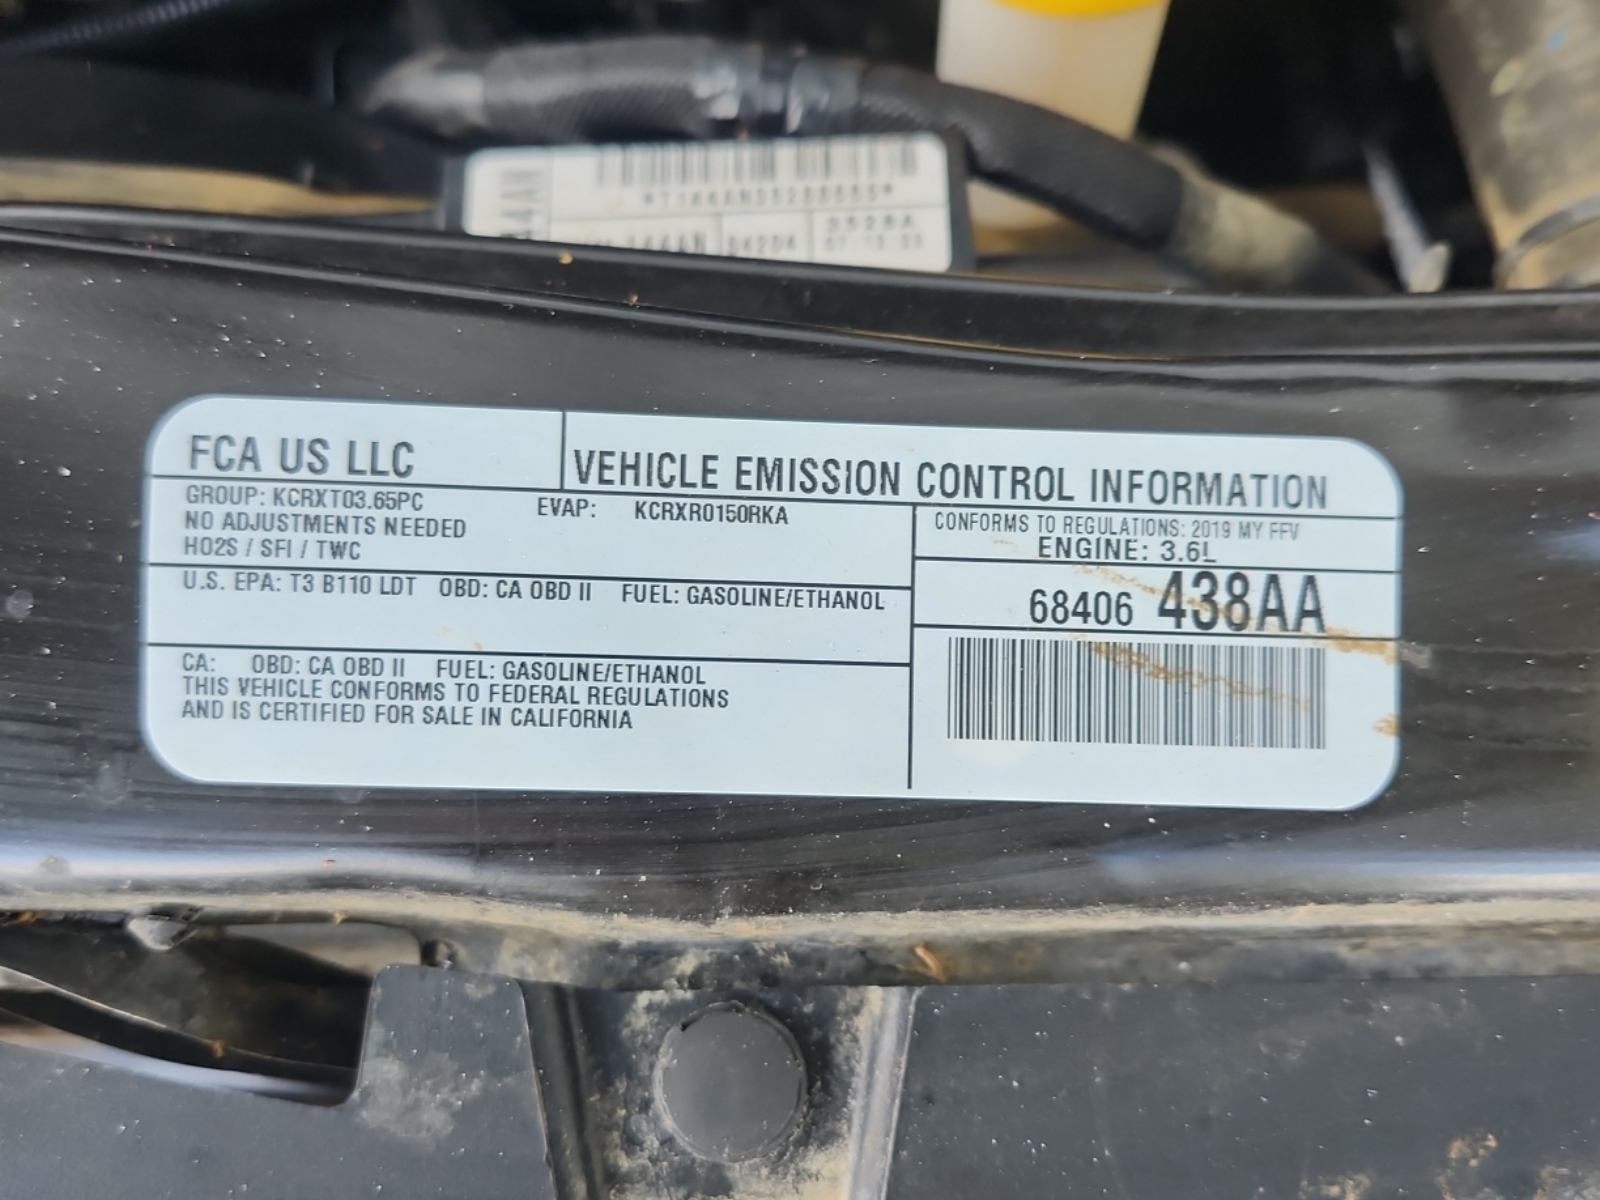 FCA US LLC
VEHICLE EMISSION CONTROL INFORMATION
GROUP: KCRXT03.65PC
EVAP: KCRXR0150RKA
NO ADJUSTMENTS NEEDED
HO2S / SFI / TWC
CONFORMS TO REGULATIONS: 2019 MY FFV
ENGINE: 3.6L
68406 438AA
U.S. EPA: T3 B110 LDT OBD: CA OBD II FUEL: GASOLINE/ETHANOL
CA: OBD: CA OBD II FUEL: GASOLINE/ETHANOL
THIS VEHICLE CONFORMS TO FEDERAL REGULATIONS
AND IS CERTIFIED FOR SALE IN CALIFORNIA